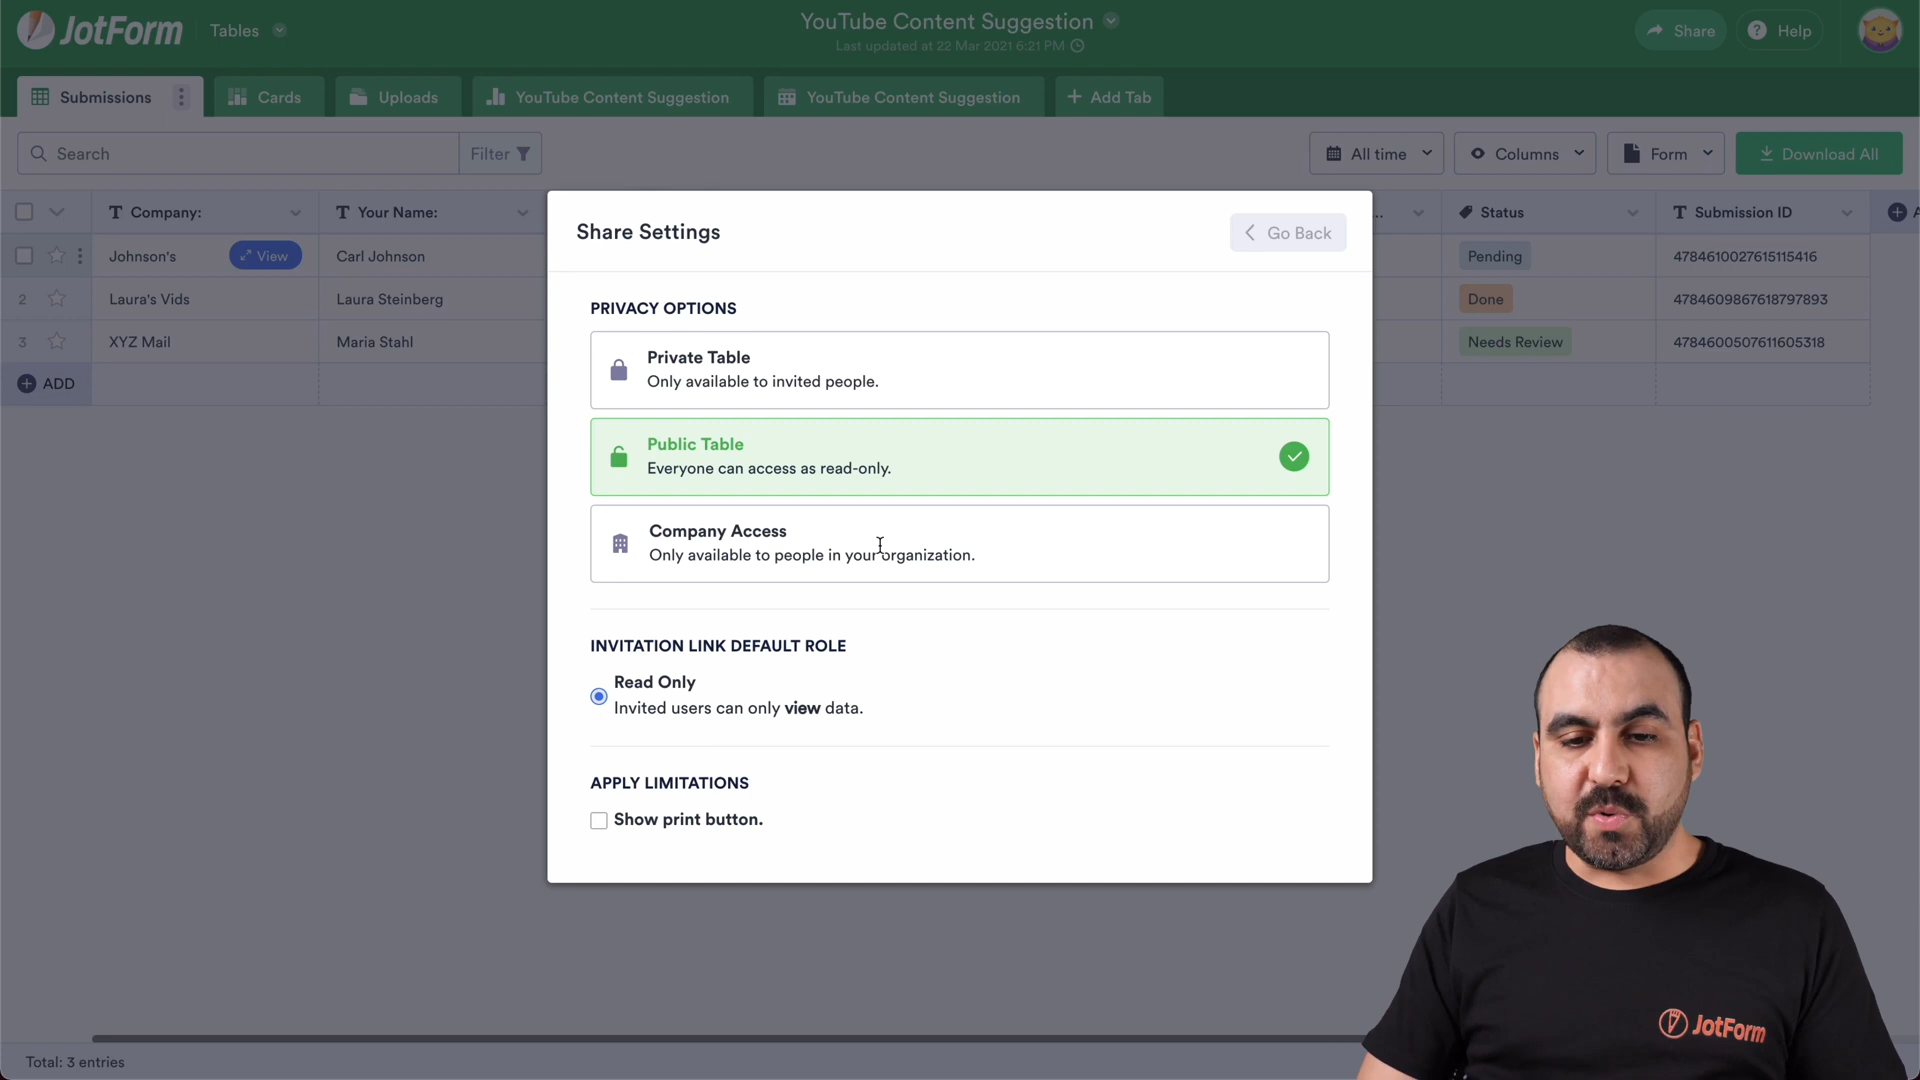 JotForm
Tables
YouTube Content Suggestion
Last updated at 22 Mar 2021 6:21 PM
Share
Help
Submissions
Cards
Uploads
YouTube Content Suggestion
YouTube Content Suggestion
Add Tab
Search
Filter
All time
Columns
Form
Download All
Company:
Your Name:
...
Status
Submission ID
A
Johnson's
View
Carl Johnson
Pending
4784610027615115416
2
Laura's Vids
Laura Steinberg
Done
4784609867618797893
3
XYZ Mail
Maria Stahl
Needs Review
4784600507611605318
ADD
Share Settings
Go Back
PRIVACY OPTIONS
Private Table
Only available to invited people.
Public Table
Everyone can access as read-only.
Company Access
Only available to people in your organization.
INVITATION LINK DEFAULT ROLE
Read Only
Invited users can only view data.
APPLY LIMITATIONS
Show print button.
JotForm
Total: 3 entries